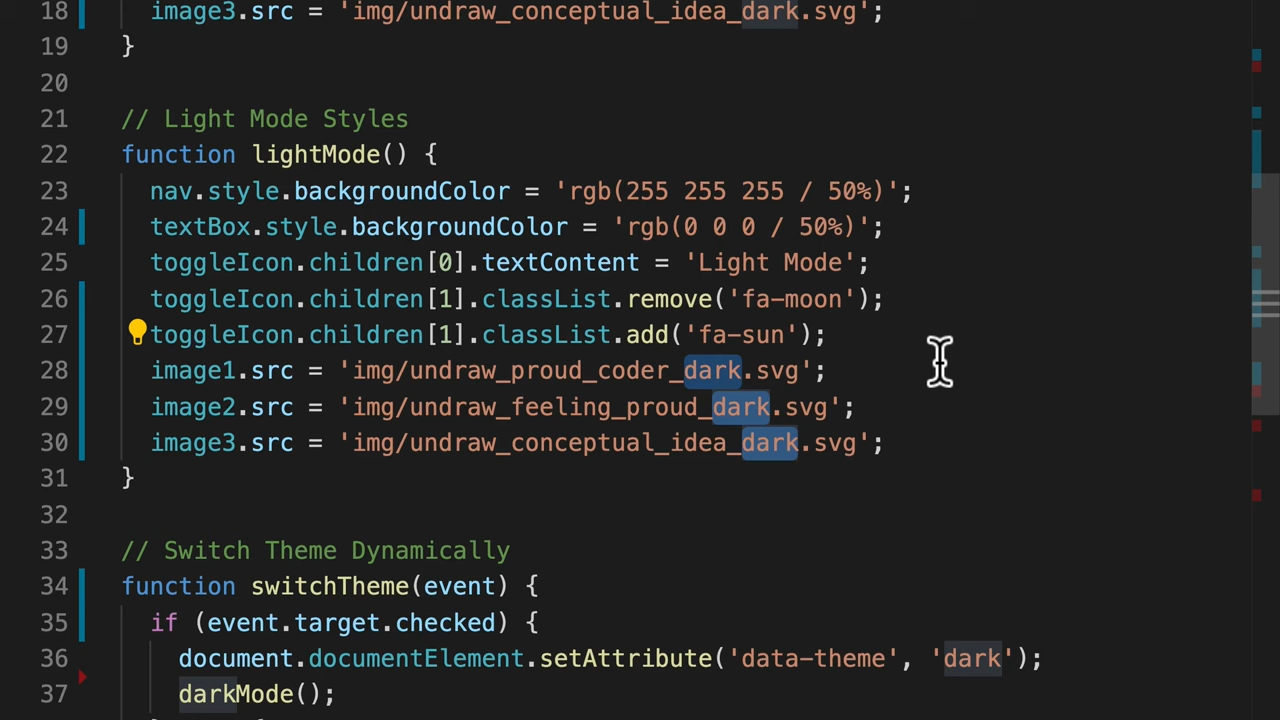 18 image3.src = 'img/undraw_conceptual_idea_dark.svg';
19 }
20
21 // Light Mode Styles
22 function lightMode() {
23 nav.style.backgroundColor = 'rgb(255 255 255 / 50%)';
24 textBox.style.backgroundColor = 'rgb(0 0 0 / 50%)';
25 toggleIcon.children[0].textContent = 'Light Mode';
26 toggleIcon.children[1].classList.remove('fa-moon');
27 toggleIcon.children[1].classList.add('fa-sun');
28 image1.src = 'img/undraw_proud_coder_dark.svg';
29 image2.src = 'img/undraw_feeling_proud_dark.svg';
30 image3.src = 'img/undraw_conceptual_idea_dark.svg';
31 }
32
33 // Switch Theme Dynamically
34 function switchTheme(event) {
35 if (event.target.checked) {
36 document.documentElement.setAttribute('data-theme', 'dark');
37 darkMode();